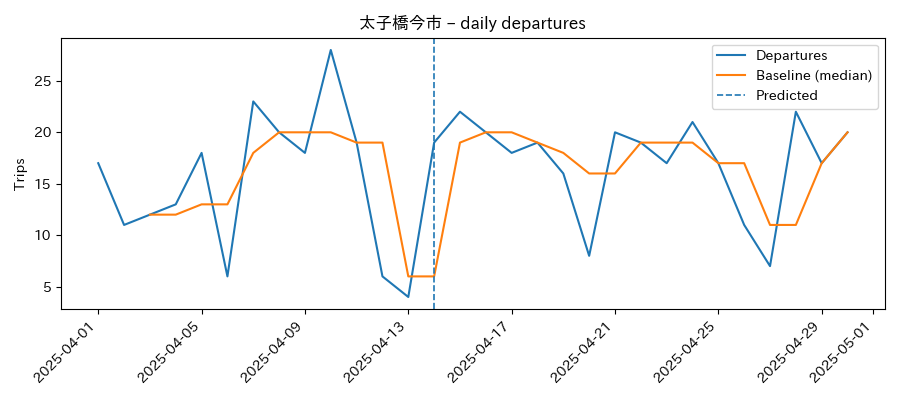 太子橋今市 – daily departures
Departures
Baseline (median)
Predicted
Trips
25
20
15
10
5
2025-04-01
2025-04-05
2025-04-09
2025-04-13
2025-04-17
2025-04-21
2025-04-25
2025-04-29
2025-05-01